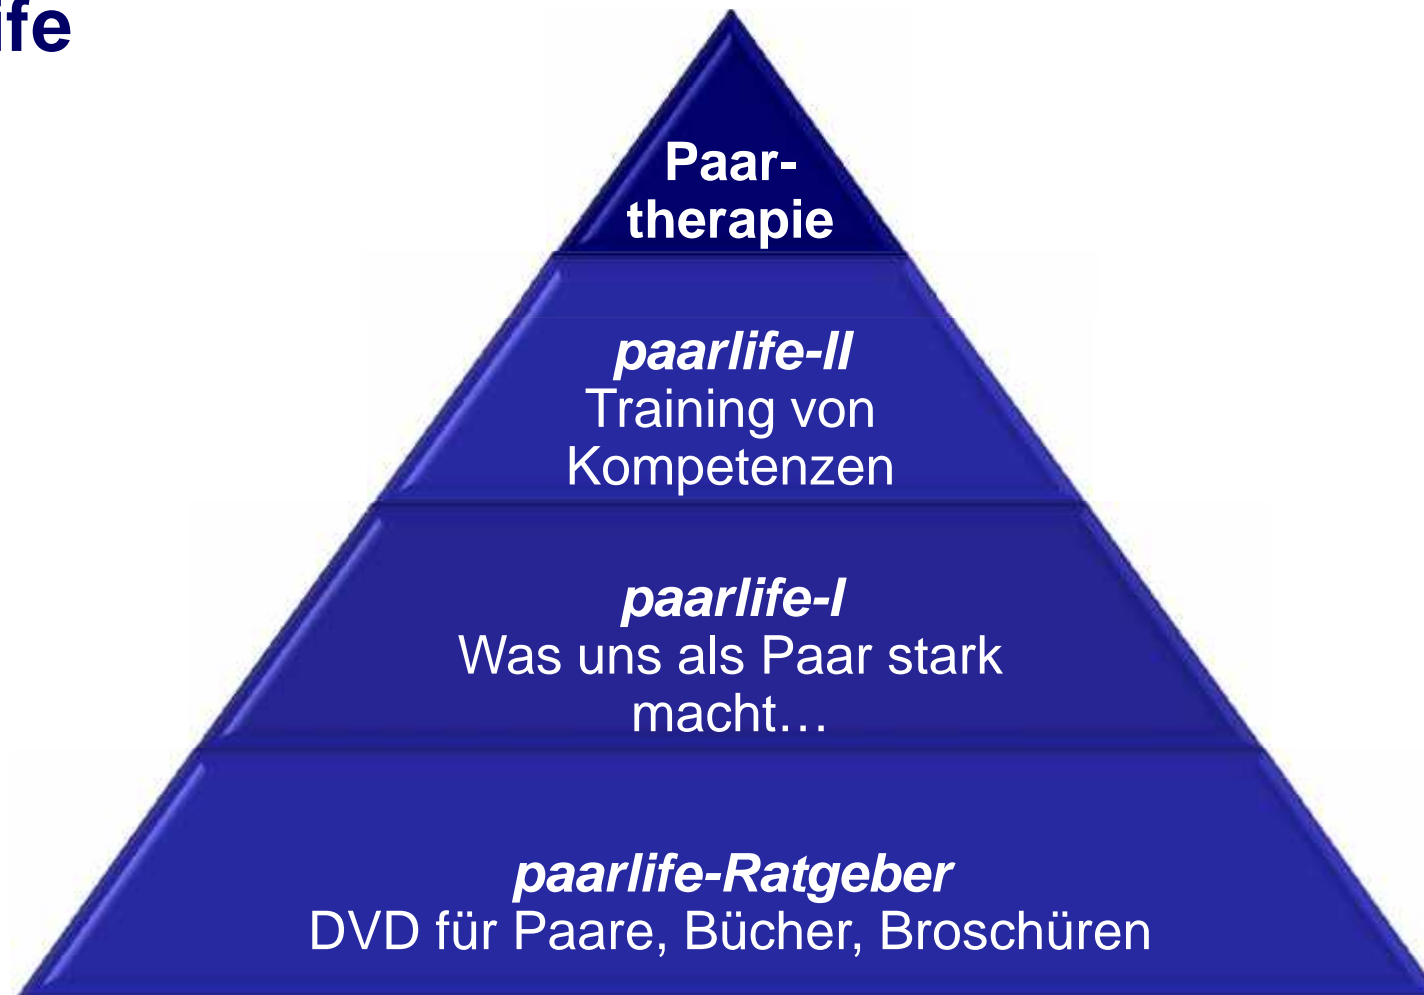 ife
Paar-
therapie
paarlife-II
Training von
Kompetenzen
paarlife-I
Was uns als Paar stark
macht…
paarlife-Ratgeber
DVD für Paare, Bücher, Broschüren